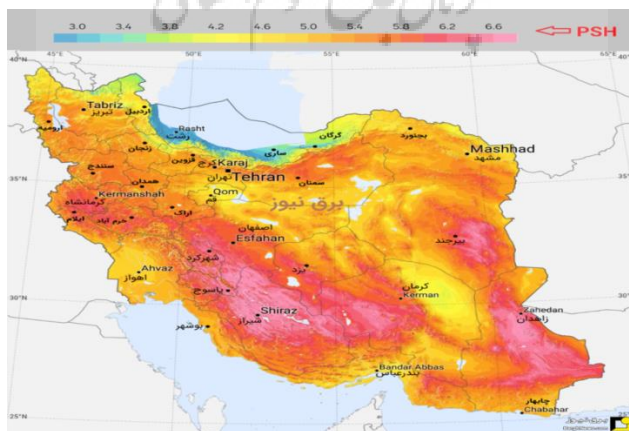 3.0 3.4 3.8 4.2 4.6 5.0 5.4 5.8 6.2 6.6
PSH
45°E 50°E 55°E 60°E 65°E
40°N
Tabriz
تبریز
اردبیل
ارومیه
Rasht
رشت
گرگان
بجنورد
زنجان
قزوین
ساری
Mashhad
مشهد
سنندج
همدان
کرج
Karaj
Tehran
تهران
سمنان
35°N
Kermanshah
کرمانشاه
Qom
قم
اراک
برق نیوز
ایلام
خرم آباد
اصفهان
Esfahan
بیرجند
شهرکرد
یزد
Ahvaz
اهواز
یاسوج
کرمان
Kerman
30°N
Shiraz
شیراز
Zahedan
زاهدان
بوشهر
Bandar Abbas
بندرعباس
چابهار
Chabahar
25°N
برق نیوز